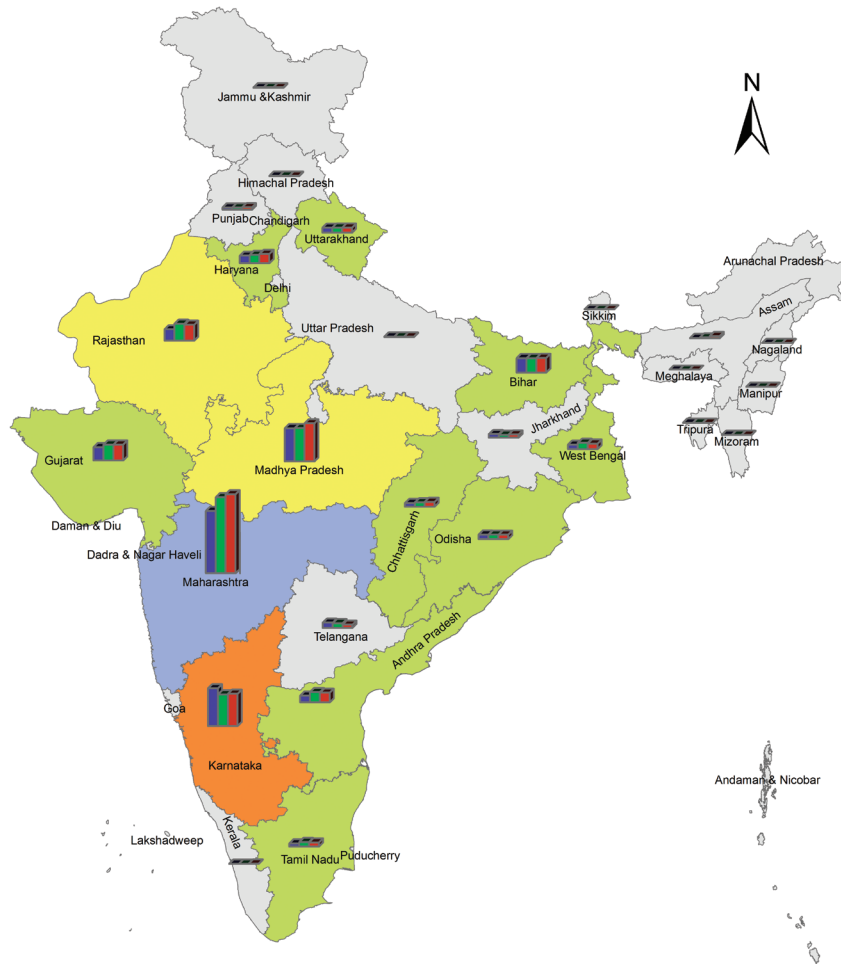 N
Jammu &Kashmir
Himachal Pradesh
Punjab
Chandigarh
Uttarakhand
Haryana
Delhi
Arunachal Pradesh
Assam
Sikkim
Rajasthan
Uttar Pradesh
Nagaland
Meghalaya
Bihar
Manipur
Jharkhand
Tripura
Mizoram
Gujarat
Madhya Pradesh
West Bengal
Daman & Diu
Chhattisgarh
Odisha
Dadra & Nagar Haveli
Maharashtra
Telangana
Andhra Pradesh
Goa
Karnataka
Andaman & Nicobar
Lakshadweep
Kerala
Tamil Nadu
Puducherry